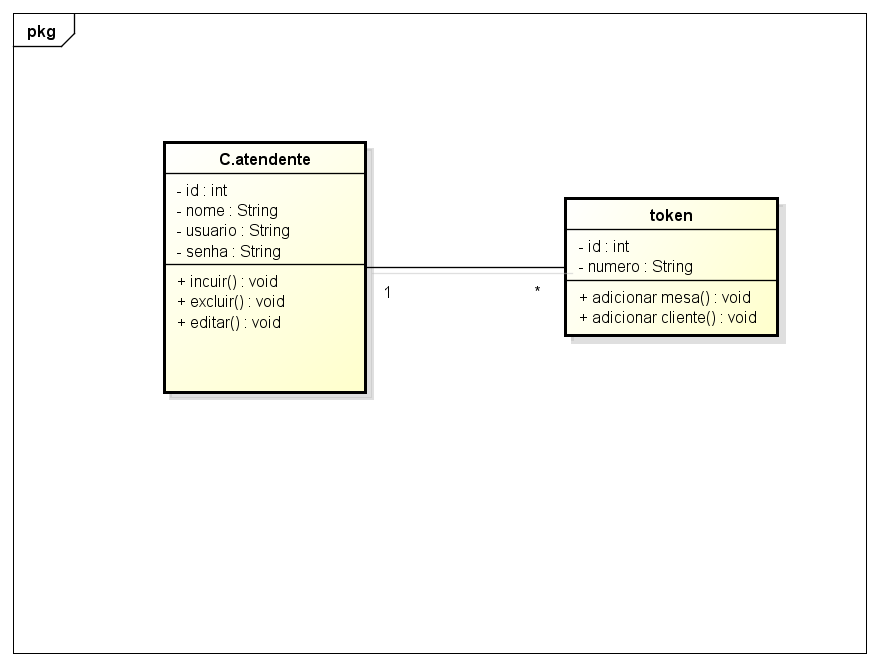 pkg
C.atendente
- id : int
- nome : String
- usuario : String
- senha : String
+ incuir() : void
+ excluir() : void
+ editar() : void
1
*
token
- id : int
- numero : String
+ adicionar mesa() : void
+ adicionar cliente() : void